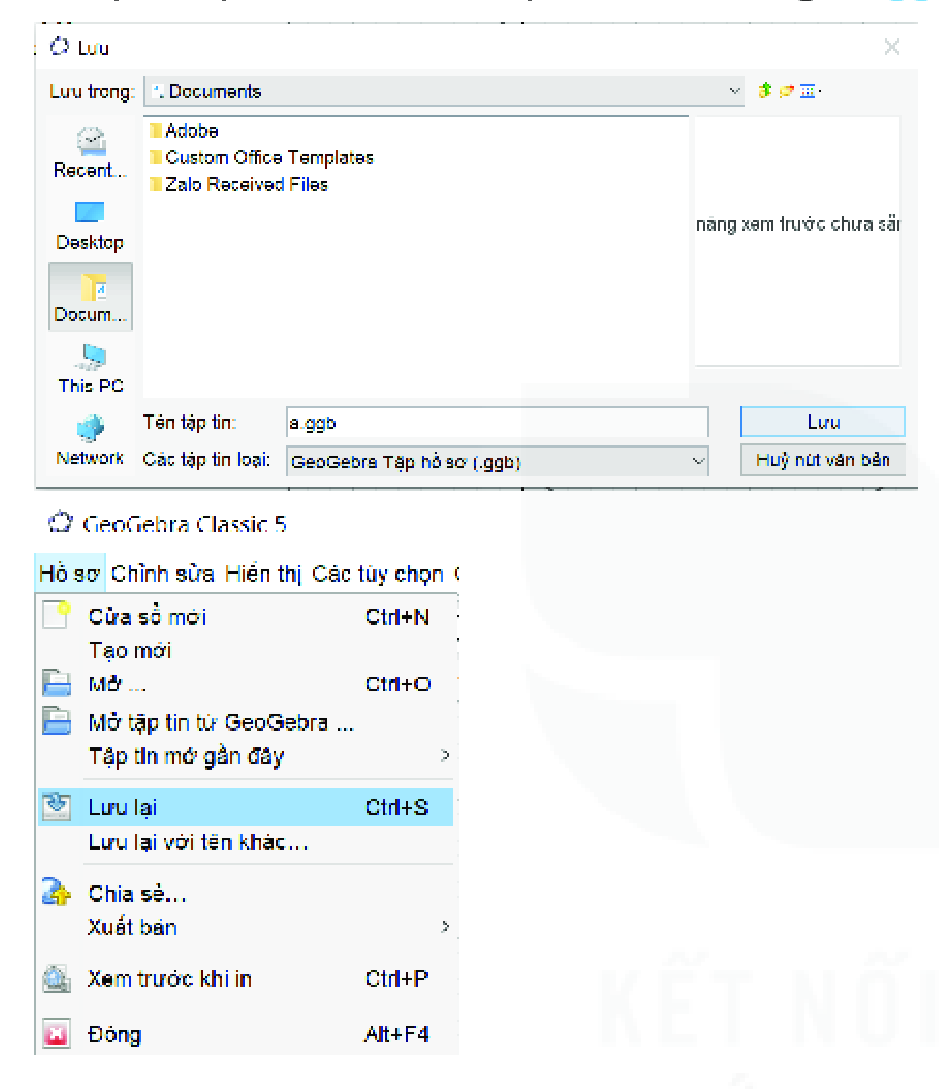 Lưu
Lưu trong: Documents
Adobe
Custom Office Templates
Zalo Received Files
Recent...
Desktop
Docum...
This PC
Network
năng xem trước chưa sẵn
Tên tập tin: a.ggb
Lưu
Các tập tin loại: GeoGebra Tập hồ sơ (.ggb)
Huỷ nút văn bản
GeoGebra Classic 5
Hồ sơ Chỉnh sửa Hiển thị Các tùy chọn
Cửa sổ mới Ctrl+N
Tạo mới
Mở ... Ctrl+O
Mở tập tin từ GeoGebra ...
Tập tin mở gần đây >
Lưu lại Ctrl+S
Lưu lại với tên khác...
Chia sẻ...
Xuất bản >
Xem trước khi in Ctrl+P
Đóng Alt+F4
KẾT NỐI